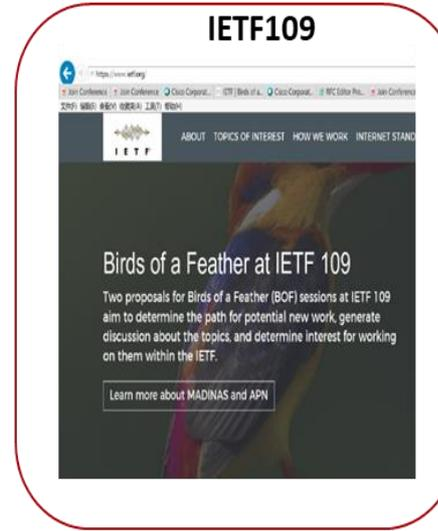 IETF109
https://www.ietf.org/
Join Conference Join Conference Cisco Corporat... IETF | Birds of a... Cisco Corporat... RFC Editor Pro... Join Conference
文件(F) 编辑(E) 查看(V) 收藏夹(A) 工具(T) 帮助(H)
I E T F
ABOUT TOPICS OF INTEREST HOW WE WORK INTERNET STAND
Birds of a Feather at IETF 109
Two proposals for Birds of a Feather (BOF) sessions at IETF 109
aim to determine the path for potential new work, generate
discussion about the topics, and determine interest for working
on them within the IETF.
Learn more about MADINAS and APN